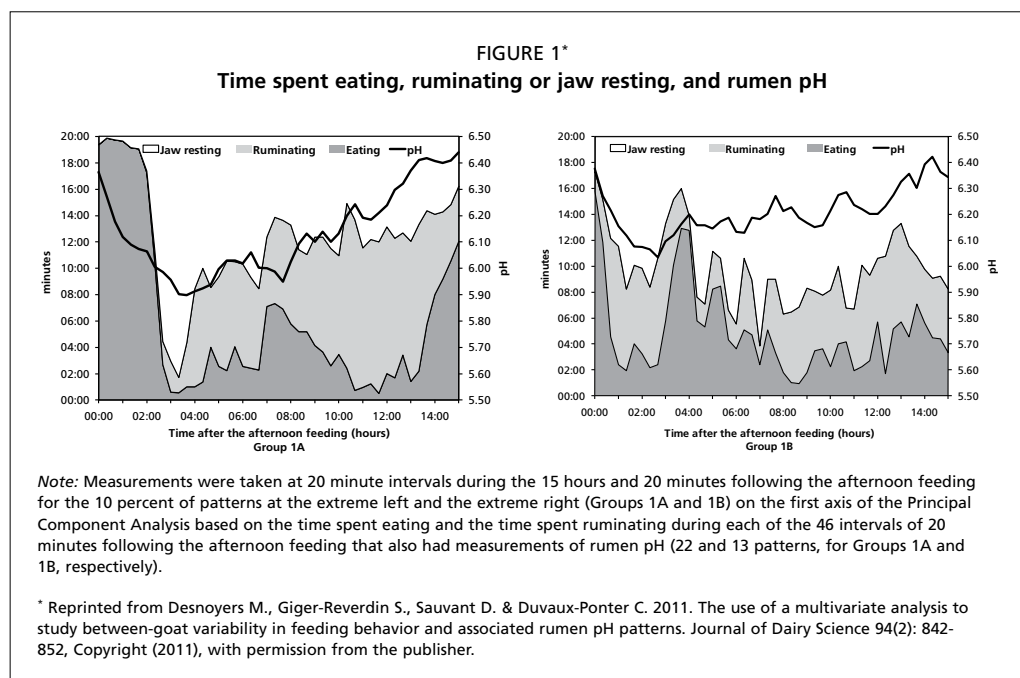 FIGURE 1*
Time spent eating, ruminating or jaw resting, and rumen pH
20:00
18:00
16:00
14:00
12:00
10:00
08:00
06:00
04:00
02:00
00:00
minutes
Jaw resting Ruminating Eating pH
6.50
6.40
6.30
6.20
6.10
6.00
5.90
5.80
5.70
5.60
5.50
pH
00:00 02:00 04:00 06:00 08:00 10:00 12:00 14:00
Time after the afternoon feeding (hours)
Group 1A
20:00
18:00
16:00
14:00
12:00
10:00
08:00
06:00
04:00
02:00
00:00
minutes
Jaw resting Ruminating Eating pH
6.50
6.40
6.30
6.20
6.10
6.00
5.90
5.80
5.70
5.60
5.50
pH
00:00 02:00 04:00 06:00 08:00 10:00 12:00 14:00
Time after the afternoon feeding (hours)
Group 1B
Note: Measurements were taken at 20 minute intervals during the 15 hours and 20 minutes following the afternoon feeding
for the 10 percent of patterns at the extreme left and the extreme right (Groups 1A and 1B) on the first axis of the Principal
Component Analysis based on the time spent eating and the time spent ruminating during each of the 46 intervals of 20
minutes following the afternoon feeding that also had measurements of rumen pH (22 and 13 patterns, for Groups 1A and
1B, respectively).
* Reprinted from Desnoyers M., Giger-Reverdin S., Sauvant D. & Duvaux-Ponter C. 2011. The use of a multivariate analysis to
study between-goat variability in feeding behavior and associated rumen pH patterns. Journal of Dairy Science 94(2): 842-
852, Copyright (2011), with permission from the publisher.